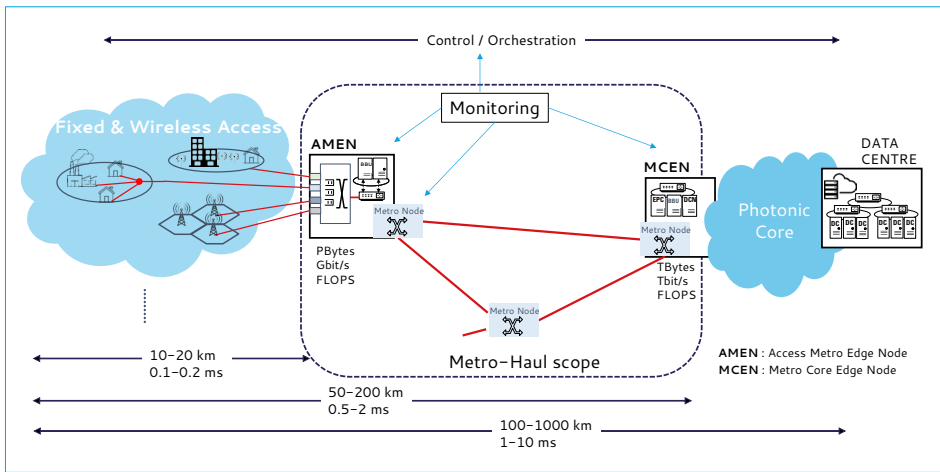 Control / Orchestration
Monitoring
Fixed & Wireless Access
AMEN
BBU
MCEN
EPC BBU DCN
DATA
CENTRE
DC DC DC DC
Photonic
Core
Metro Node
Metro Node
PBytes
Gbit/s
FLOPS
TBytes
Tbit/s
FLOPS
Metro Node
Metro-Haul scope
AMEN : Access Metro Edge Node
MCEN : Metro Core Edge Node
10-20 km
0.1-0.2 ms
50-200 km
0.5-2 ms
100-1000 km
1-10 ms